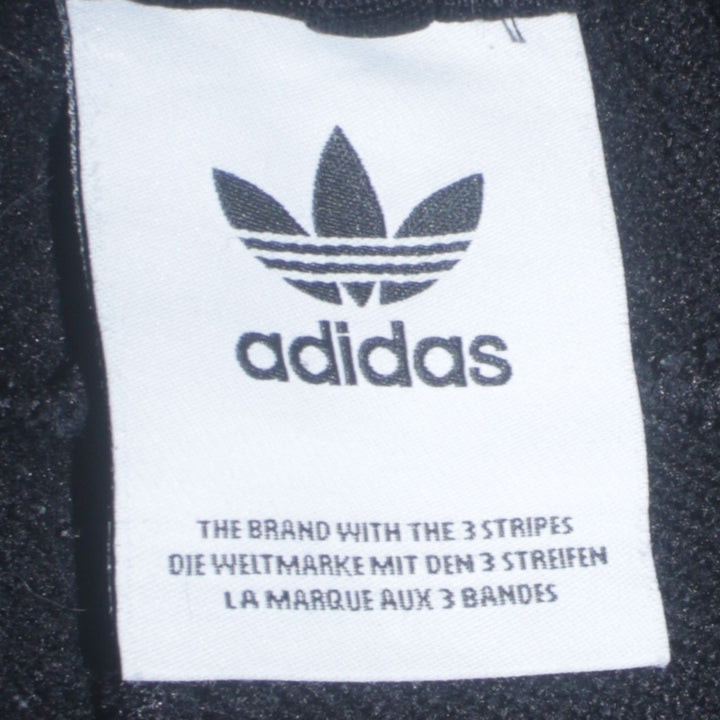 adidas
THE BRAND WITH THE 3 STRIPES
DIE WELTMARKE MIT DEN 3 STREIFEN
LA MARQUE AUX 3 BANDES